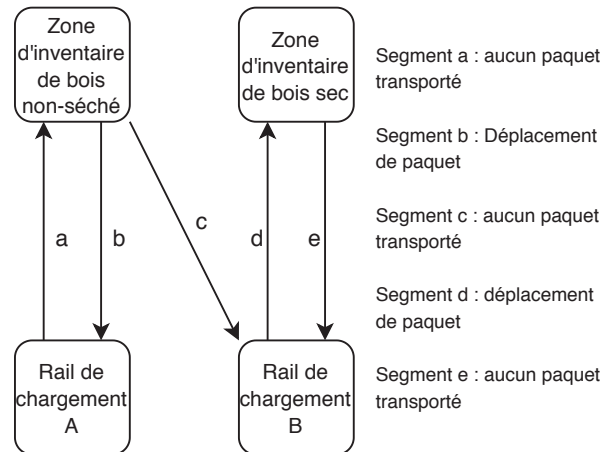 Zone
d'inventaire
de bois
non-séché
Zone
d'inventaire
de bois sec
a
b
c
d
e
Rail de
chargement
A
Rail de
chargement
B
Segment a : aucun paquet
transporté
Segment b : Déplacement
de paquet
Segment c : aucun paquet
transporté
Segment d : déplacement
de paquet
Segment e : aucun paquet
transporté